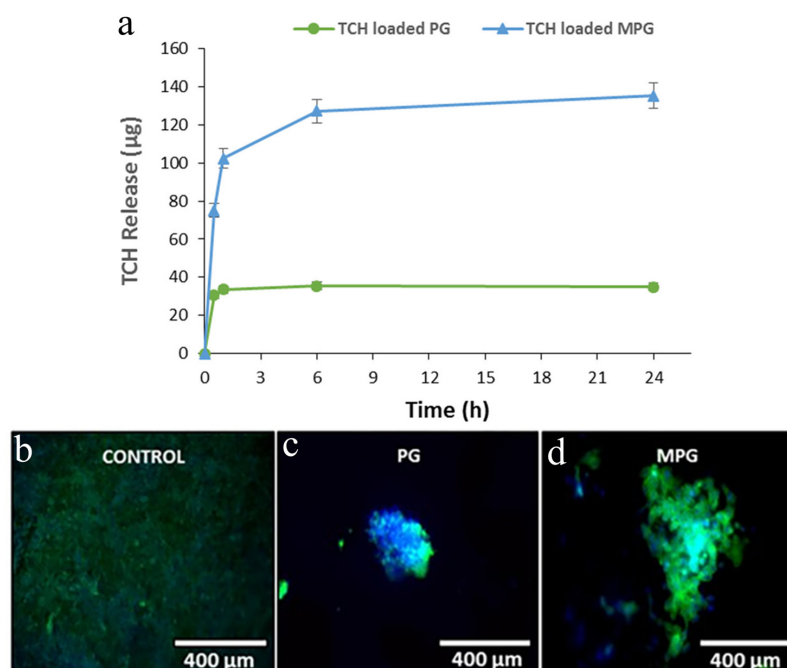 a
TCH loaded PG TCH loaded MPG
160
140
120
100
80
60
40
20
0
TCH Release (µg)
0 3 6 9 12 15 18 21 24
Time (h)
b CONTROL
400 µm
c PG
400 µm
d MPG
400 µm